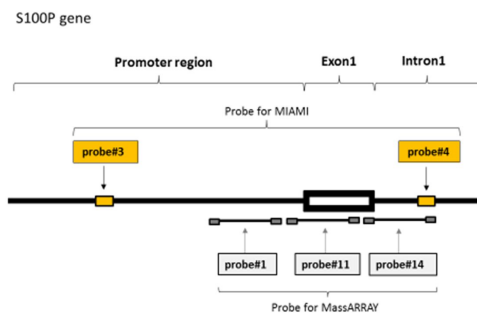 S100P gene
Promoter region Exon1 Intron1
Probe for MIAMI
probe#3 probe#4
probe#1 probe#11 probe#14
Probe for MassARRAY